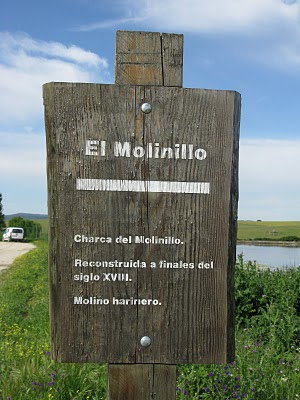 El Molinillo
Charca del Molinillo.
Reconstruida a finales del
siglo XVIII.
Molino harinero.